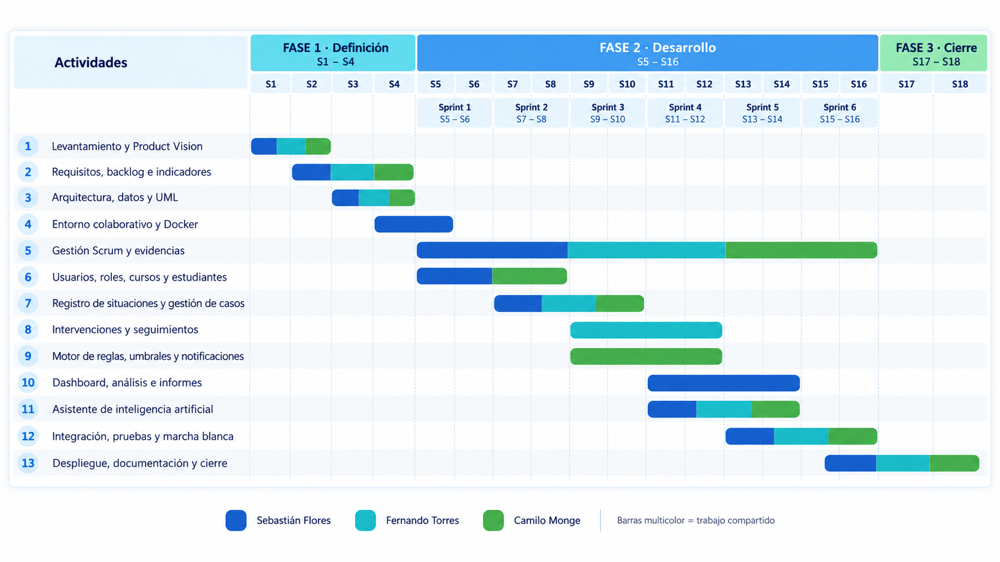 Actividades
FASE 1 · Definición
S1 – S4
FASE 2 · Desarrollo
S5 – S16
FASE 3 · Cierre
S17 – S18
S1 S2 S3 S4 S5 S6 S7 S8 S9 S10 S11 S12 S13 S14 S15 S16 S17 S18
Sprint 1
S5 – S6
Sprint 2
S7 – S8
Sprint 3
S9 – S10
Sprint 4
S11 – S12
Sprint 5
S13 – S14
Sprint 6
S15 – S16
1 Levantamiento y Product Vision
2 Requisitos, backlog e indicadores
3 Arquitectura, datos y UML
4 Entorno colaborativo y Docker
5 Gestión Scrum y evidencias
6 Usuarios, roles, cursos y estudiantes
7 Registro de situaciones y gestión de casos
8 Intervenciones y seguimientos
9 Motor de reglas, umbrales y notificaciones
10 Dashboard, análisis e informes
11 Asistente de inteligencia artificial
12 Integración, pruebas y marcha blanca
13 Despliegue, documentación y cierre
Sebastián Flores Fernando Torres Camilo Monge Barras multicolor = trabajo compartido